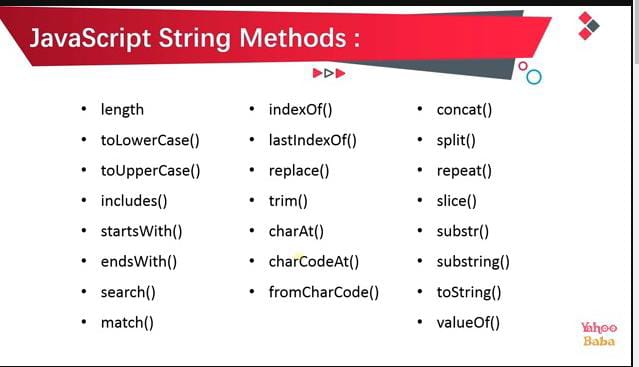 JavaScript String Methods :
• length
• toLowerCase()
• toUpperCase()
• includes()
• startsWith()
• endsWith()
• search()
• match()
• indexOf()
• lastIndexOf()
• replace()
• trim()
• charAt()
• charCodeAt()
• fromCharCode()
• concat()
• split()
• repeat()
• slice()
• substr()
• substring()
• toString()
• valueOf()
Yahoo
Baba